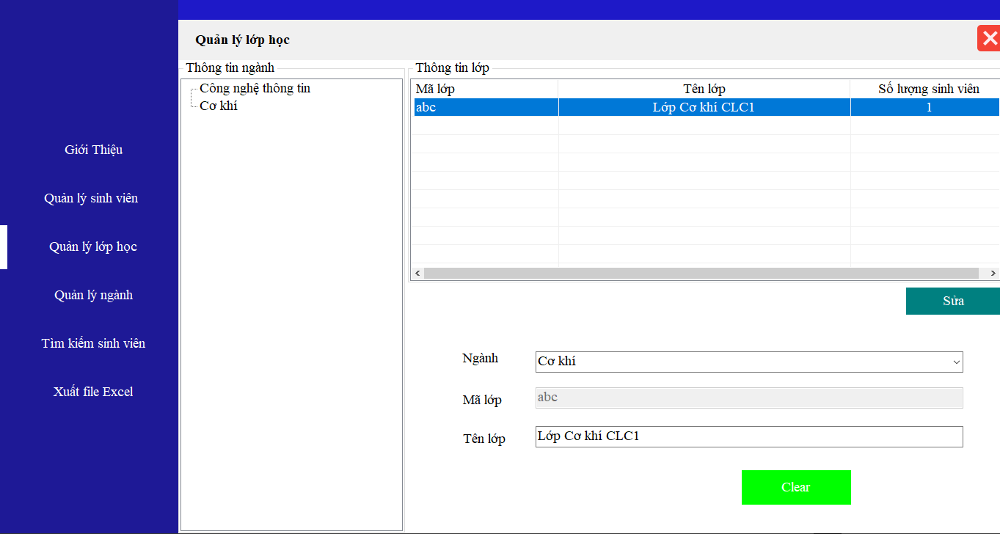 Quản lý lớp học
Giới Thiệu
Quản lý sinh viên
Quản lý lớp học
Quản lý ngành
Tìm kiếm sinh viên
Xuất file Excel
Thông tin ngành
Công nghệ thông tin
Cơ khí
Thông tin lớp
Mã lớp Tên lớp Số lượng sinh viên
abc Lớp Cơ khí CLC1 1
Sửa
Ngành Cơ khí
Mã lớp abc
Tên lớp Lớp Cơ khí CLC1
Clear